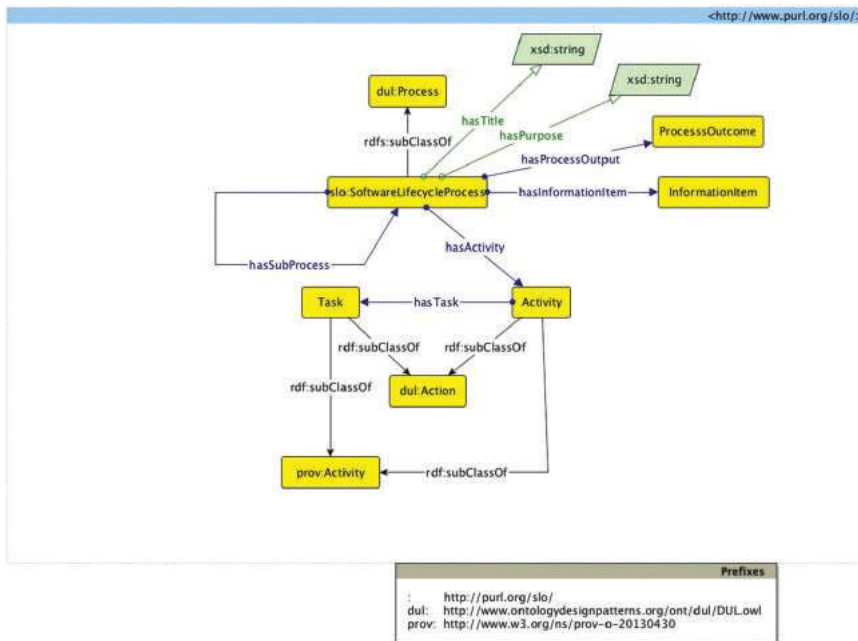 <http://www.purl.org/slo/>
xsd:string
xsd:string
dul:Process
hasTitle
hasPurpose
rdfs:subClassOf
ProcesssOutcome
hasProcessOutput
slo:SoftwareLifecycleProcess
hasInformationItem
InformationItem
hasActivity
hasSubProcess
Task
hasTask
Activity
rdf:subClassOf
rdf:subClassOf
rdf:subClassOf
dul:Action
prov:Activity
rdf:subClassOf
Prefixes
: http://purl.org/slo/
dul: http://www.ontologydesignpatterns.org/ont/dul/DUL.owl
prov: http://www.w3.org/ns/prov-o-20130430